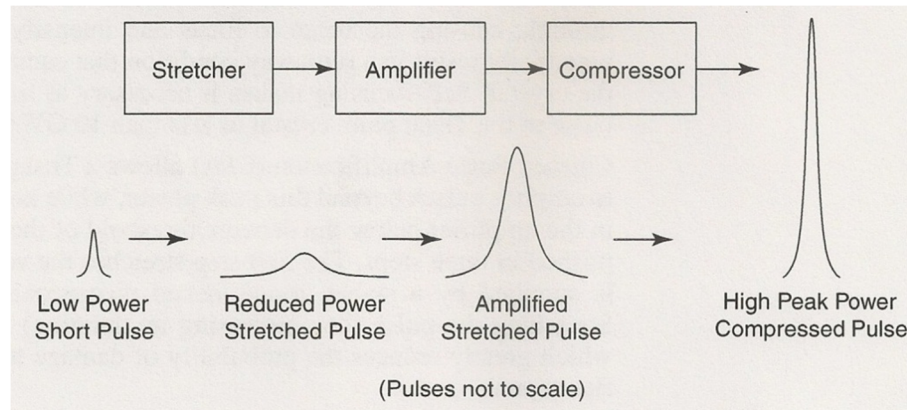 Stretcher
Amplifier
Compressor
Low Power
Short Pulse
Reduced Power
Stretched Pulse
Amplified
Stretched Pulse
High Peak Power
Compressed Pulse
(Pulses not to scale)